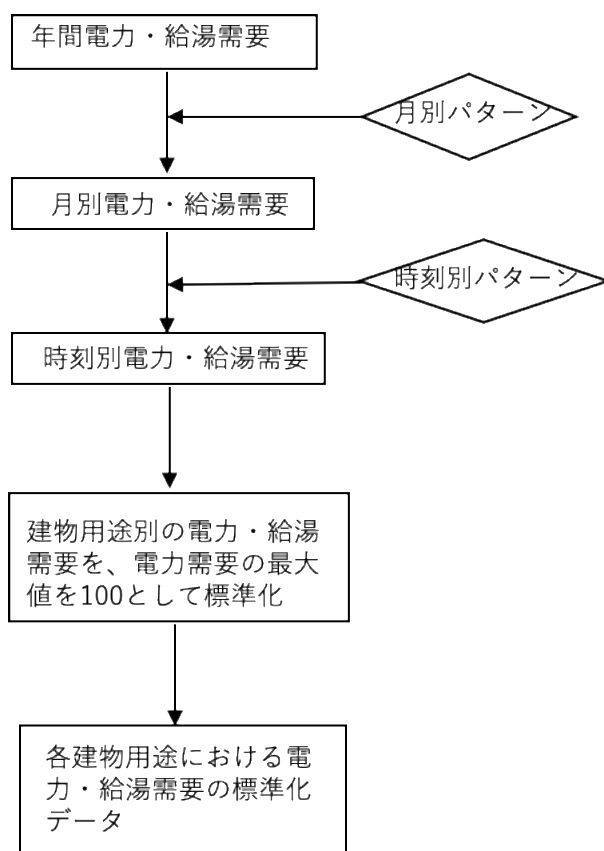 年間電力・給湯需要
月別パターン
月別電力・給湯需要
時刻別パターン
時刻別電力・給湯需要
建物用途別の電力・給湯
需要を、電力需要の最大
値を100として標準化
各建物用途における電
力・給湯需要の標準化
データ